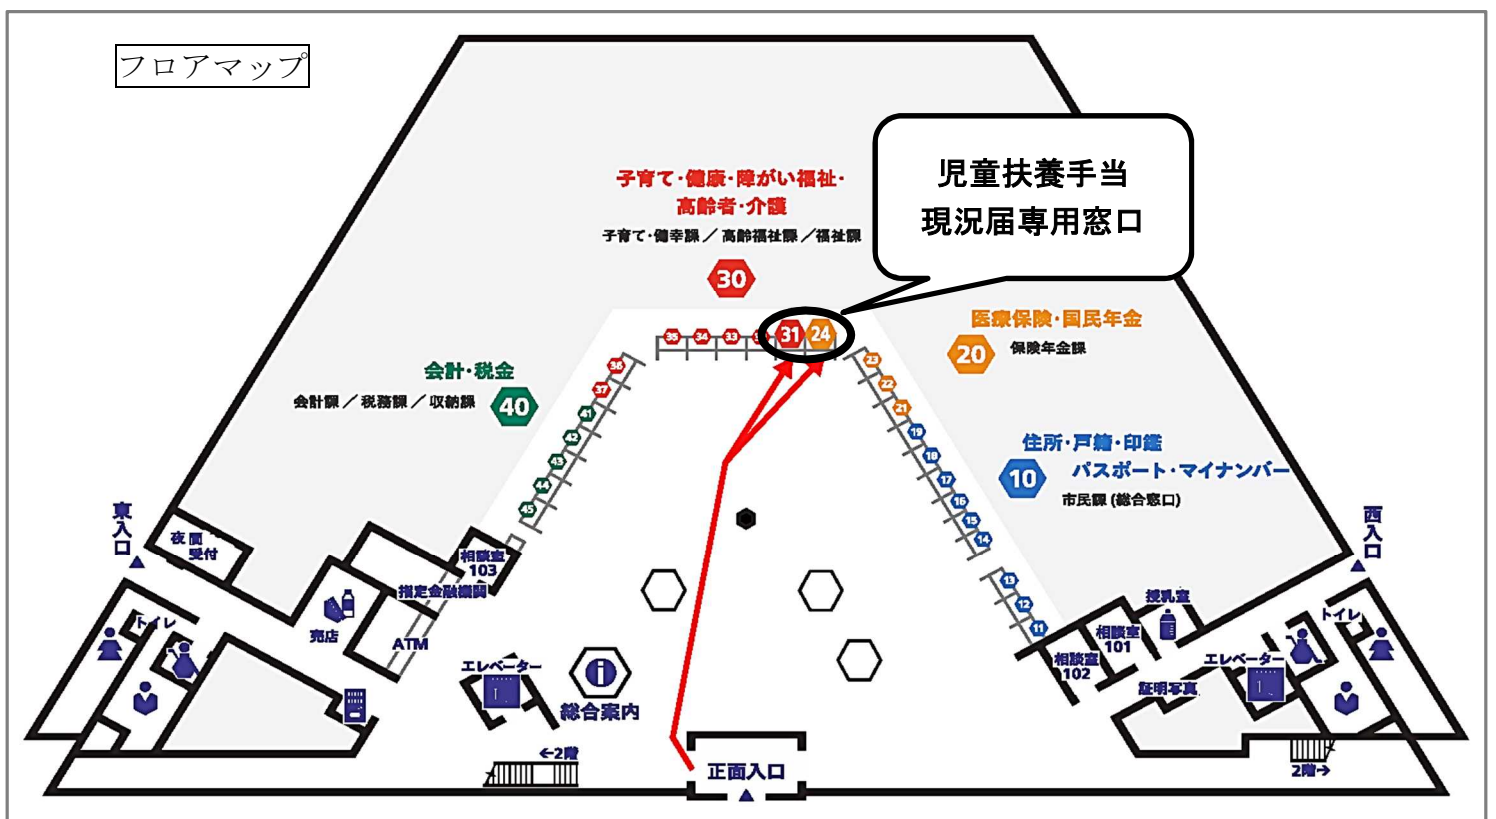 フロアマップ
児童扶養手当
現況届専用窓口
子育て・健康・障がい福祉・
高齢者・介護
子育て・健幸課／高齢福祉課／福祉課
30
35 34 33 31 24
医療保険・国民年金
20 保険年金課
会計・税金
会計課／税務課／収納課 40
36
37
41
42
43
44
45
23
22
21
19
18
17
16
15
14
13
12
11
住所・戸籍・印鑑
パスポート・マイナンバー
10
市民課(総合窓口)
東入口
夜間
受付
相談室
103
指定金融機関
売店
ATM
トイレ
エレベーター
総合案内
←2階
正面入口
西入口
授乳室
相談室
101
相談室
102
トイレ
エレベーター
証明写真
2階→